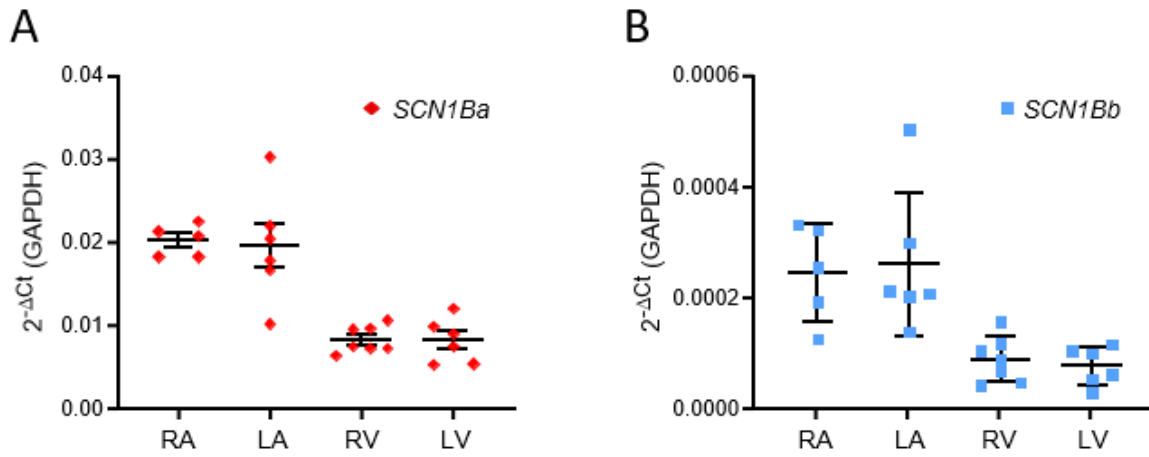 A
0.04
0.03
0.02
0.01
0.00
2-ΔCt (GAPDH)
SCN1Ba
RA LA RV LV
B
0.0006
0.0004
0.0002
0.0000
2-ΔCt (GAPDH)
SCN1Bb
RA LA RV LV